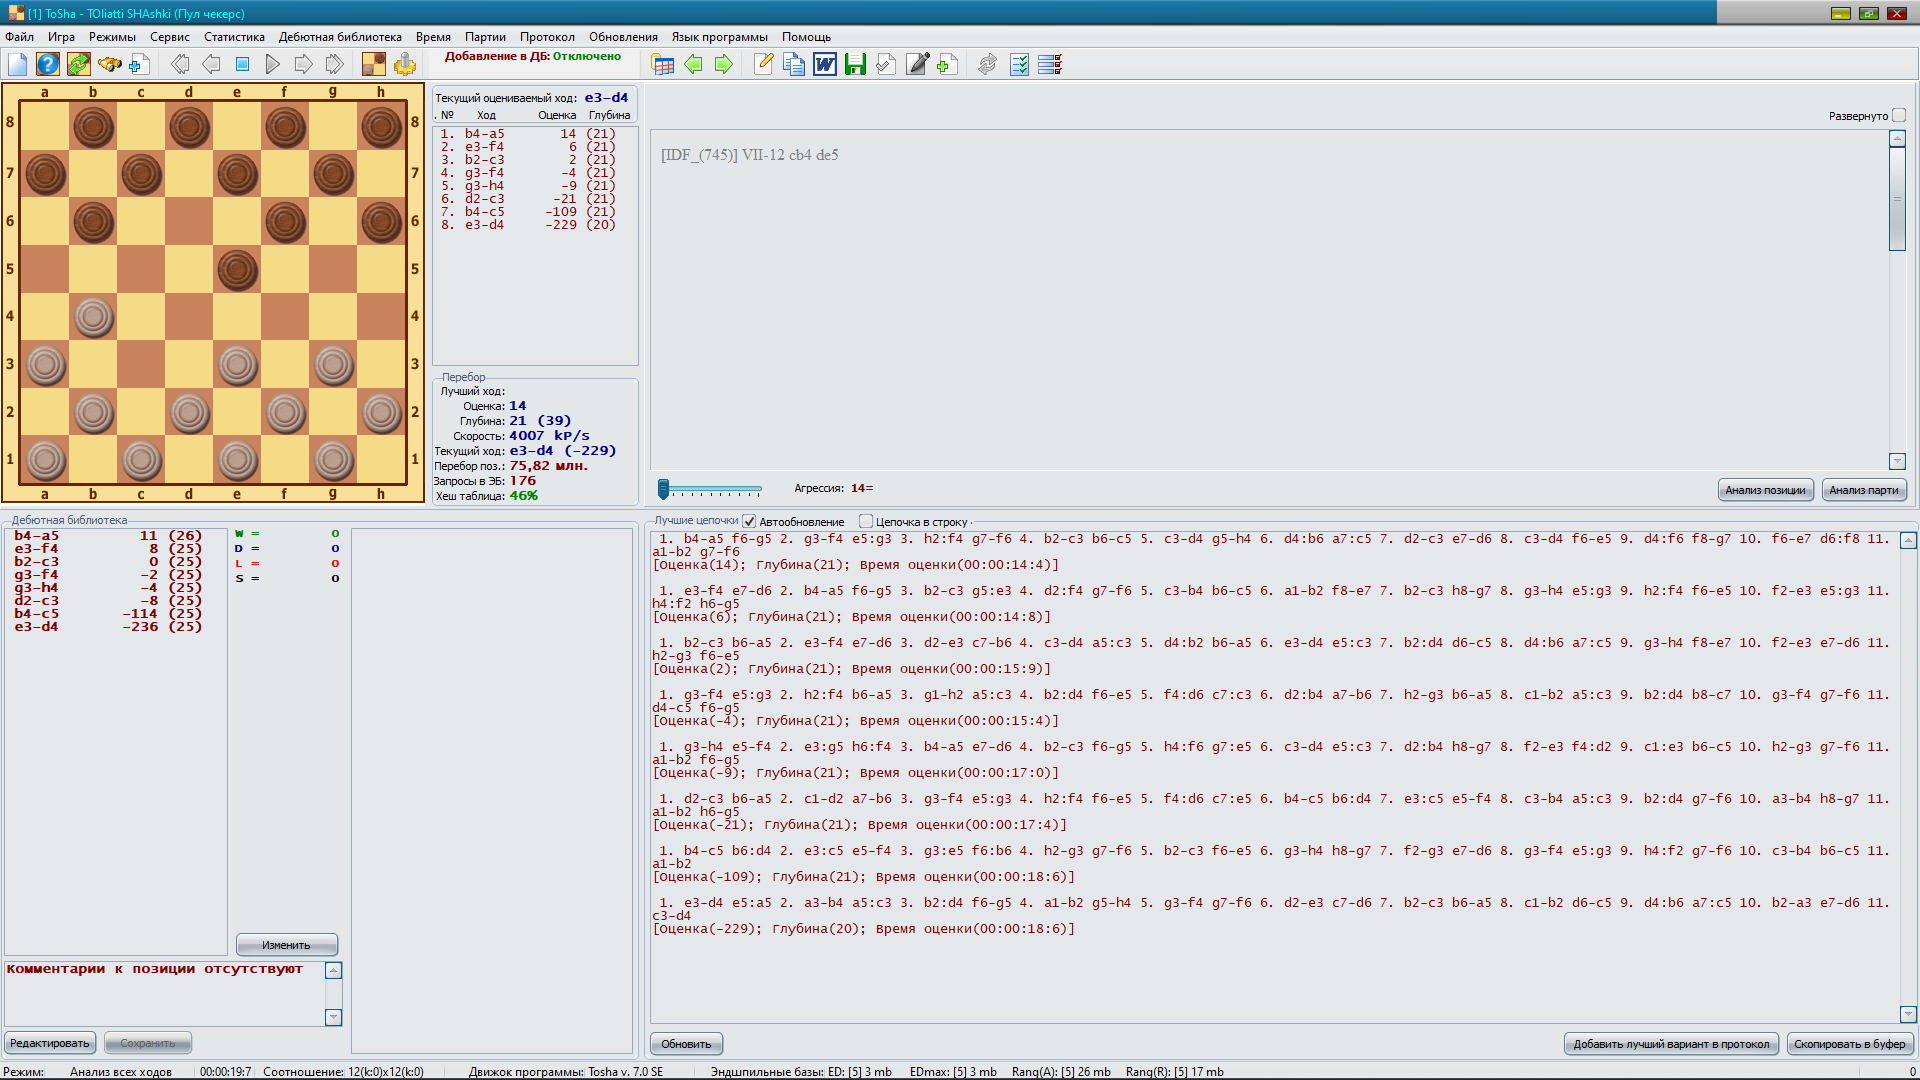 [1] ToSha - TOliatti SHAshki (Пул чекерс)
Файл Игра Режимы Сервис Статистика Дебютная библиотека Время Партии Протокол Обновления Язык программы Помощь
Добавление в ДБ: Отключено
a b c d e f g h
8 8
7 7
6 6
5 5
4 4
3 3
2 2
1 1
a b c d e f g h
Текущий оцениваемый ход: e3-d4
. № Ход Оценка Глубина
1. b4-a5 14 (21)
2. e3-f4 6 (21)
3. b2-c3 2 (21)
4. g3-f4 -4 (21)
5. g3-h4 -9 (21)
6. d2-c3 -21 (21)
7. b4-c5 -109 (21)
8. e3-d4 -229 (20)
Перебор
Лучший ход:
Оценка: 14
Глубина: 21 (39)
Скорость: 4007 kP/s
Текущий ход: e3-d4 (-229)
Перебор поз.: 75,82 млн.
Запросы в ЭБ: 176
Хеш таблица: 46%
Развернуто
[IDF_(745)] VII-12 cb4 de5
Агрессия: 14=
Анализ позиции
Анализ парти
Дебютная библиотека
b4-a5 11 (26)
e3-f4 8 (25)
b2-c3 0 (25)
g3-f4 -2 (25)
g3-h4 -4 (25)
d2-c3 -8 (25)
b4-c5 -114 (25)
e3-d4 -236 (25)
W = 0
D = 0
L = 0
S = 0
Изменить
Комментарии к позиции отсутствуют
Редактировать
Сохранить
Лучшие цепочки Автообновление Цепочка в строку
1. b4-a5 f6-g5 2. g3-f4 e5:g3 3. h2:f4 g7-f6 4. b2-c3 b6-c5 5. c3-d4 g5-h4 6. d4:b6 a7:c5 7. d2-c3 e7-d6 8. c3-d4 f6-e5 9. d4:f6 f8-g7 10. f6-e7 d6:f8 11.
a1-b2 g7-f6
[Оценка(14); Глубина(21); Время оценки(00:00:14:4)]
1. e3-f4 e7-d6 2. b4-a5 f6-g5 3. b2-c3 g5:e3 4. d2:f4 g7-f6 5. c3-b4 b6-c5 6. a1-b2 f8-e7 7. b2-c3 h8-g7 8. g3-h4 e5:g3 9. h2:f4 f6-e5 10. f2-e3 e5:g3 11.
h4:f2 h6-g5
[Оценка(6); Глубина(21); Время оценки(00:00:14:8)]
1. b2-c3 b6-a5 2. e3-f4 e7-d6 3. d2-e3 c7-b6 4. c3-d4 a5:c3 5. d4:b2 b6-a5 6. e3-d4 e5:c3 7. b2:d4 d6-c5 8. d4:b6 a7:c5 9. g3-h4 f8-e7 10. f2-e3 e7-d6 11.
h2-g3 f6-e5
[Оценка(2); Глубина(21); Время оценки(00:00:15:9)]
1. g3-f4 e5:g3 2. h2:f4 b6-a5 3. g1-h2 a5:c3 4. b2:d4 f6-e5 5. f4:d6 c7:c3 6. d2:b4 a7-b6 7. h2-g3 b6-a5 8. c1-b2 a5:c3 9. b2:d4 b8-c7 10. g3-f4 g7-f6 11.
d4-c5 f6-g5
[Оценка(-4); Глубина(21); Время оценки(00:00:15:4)]
1. g3-h4 e5-f4 2. e3:g5 h6:f4 3. b4-a5 e7-d6 4. b2-c3 f6-g5 5. h4:f6 g7:e5 6. c3-d4 e5:c3 7. d2:b4 h8-g7 8. f2-e3 f4:d2 9. c1:e3 b6-c5 10. h2-g3 g7-f6 11.
a1-b2 f6-g5
[Оценка(-9); Глубина(21); Время оценки(00:00:17:0)]
1. d2-c3 b6-a5 2. c1-d2 a7-b6 3. g3-f4 e5:g3 4. h2:f4 f6-e5 5. f4:d6 c7:e5 6. b4-c5 b6:d4 7. e3:c5 e5-f4 8. c3-b4 a5:c3 9. b2:d4 g7-f6 10. a3-b4 h8-g7 11.
a1-b2 h6-g5
[Оценка(-21); Глубина(21); Время оценки(00:00:17:4)]
1. b4-c5 b6:d4 2. e3:c5 e5-f4 3. g3:e5 f6:b6 4. h2-g3 g7-f6 5. b2-c3 f6-e5 6. g3-h4 h8-g7 7. f2-g3 e7-d6 8. g3-f4 e5:g3 9. h4:f2 g7-f6 10. c3-b4 b6-c5 11.
a1-b2
[Оценка(-109); Глубина(21); Время оценки(00:00:18:6)]
1. e3-d4 e5:a5 2. a3-b4 a5:c3 3. b2:d4 f6-g5 4. a1-b2 g5-h4 5. g3-f4 g7-f6 6. d2-e3 c7-d6 7. b2-c3 b6-a5 8. c1-b2 d6-c5 9. d4:b6 a7:c5 10. b2-a3 e7-d6 11.
c3-d4
[Оценка(-229); Глубина(20); Время оценки(00:00:18:6)]
Обновить
Добавить лучший вариант в протокол
Скопировать в буфер
Режим: Анализ всех ходов 00:00:19:7 Соотношение: 12(k:0)x12(k:0) Движок программы: Tosha v. 7.0 SE Эндшпильные базы: ED: [5] 3 mb EDmax: [5] 3 mb Rang(A): [5] 26 mb Rang(R): [5] 17 mb 0